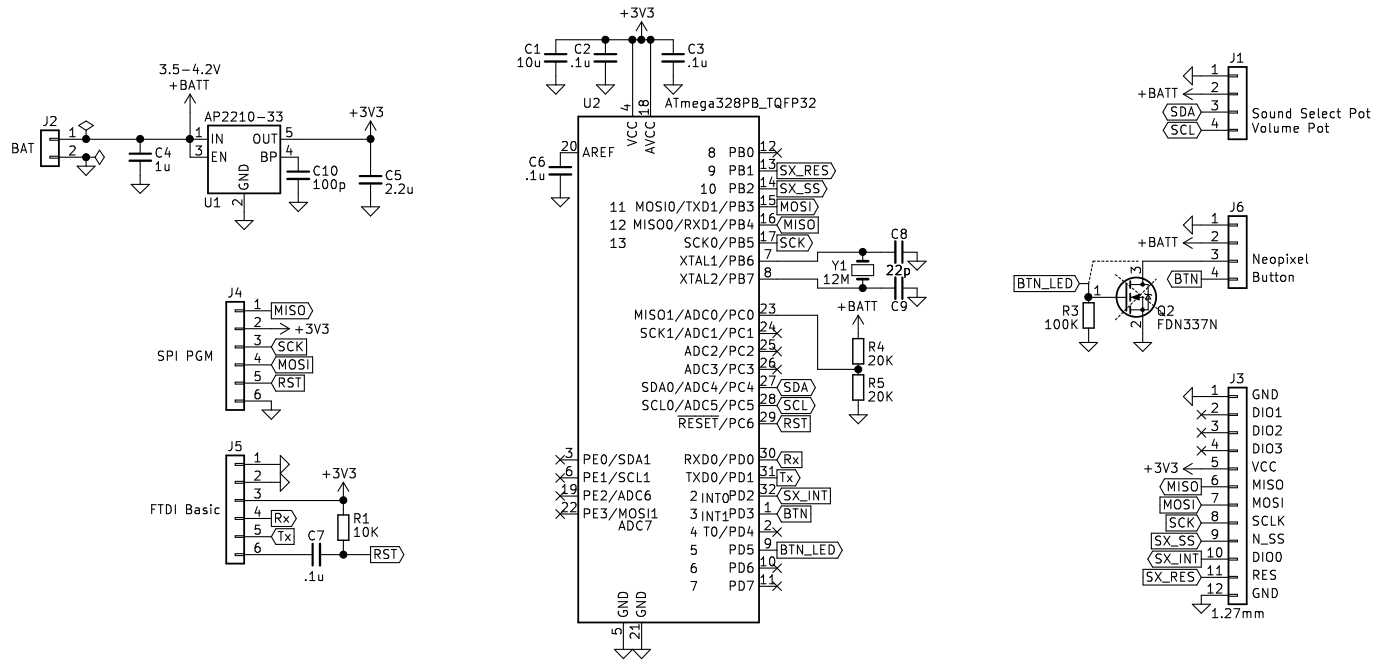 3.5-4.2V
+BATT
J2
BAT
1
2
C4
1u
AP2210-33
1 IN
3 EN
OUT 5
BP 4
GND
2
U1
C10
100p
+3V3
C5
2.2u
J4
SPI PGM
1 MISO
2 +3V3
3 SCK
4 MOSI
5 RST
6
J5
FTDI Basic
1
2
3
4 Rx
5 Tx
6
C7
.1u
+3V3
R1
10K
RST
+3V3
C1
10u
C2
.1u
C3
.1u
U2
ATmega328PB_TQFP32
4 VCC
18 AVCC
20 AREF
C6
.1u
8 PB0 12
9 PB1 13 SX_RES
10 PB2 14 SX_SS
11 MOSI0/TXD1/PB3 15 MOSI
12 MISO0/RXD1/PB4 16 MISO
13 SCK0/PB5 17 SCK
XTAL1/PB6 7
XTAL2/PB7 8
Y1
12M
C8
22p
C9
MISO1/ADC0/PC0 23
SCK1/ADC1/PC1 24
ADC2/PC2 25
ADC3/PC3 26
SDA0/ADC4/PC4 27 SDA
SCL0/ADC5/PC5 28 SCL
RESET/PC6 29 RST
+BATT
R4
20K
R5
20K
3 PE0/SDA1
6 PE1/SCL1
19 PE2/ADC6
22 PE3/MOSI1
ADC7
RXD0/PD0 30 Rx
TXD0/PD1 31 Tx
2 INT0 PD2 32 SX_INT
3 INT1 PD3 1 BTN
4 T0/PD4 2
5 PD5 9 BTN_LED
6 PD6 10
7 PD7 11
GND
GND
5
21
J1
1
+BATT 2
SDA 3 Sound Select Pot
SCL 4 Volume Pot
J6
1
+BATT 2
3 Neopixel
BTN 4 Button
BTN_LED
1
3
2
R3
100K
Q2
FDN337N
J3
1 GND
2 DIO1
3 DIO2
4 DIO3
+3V3 5 VCC
MISO 6 MISO
MOSI 7 MOSI
SCK 8 SCLK
SX_SS 9 N_SS
SX_INT 10 DIO0
SX_RES 11 RES
12 GND
1.27mm